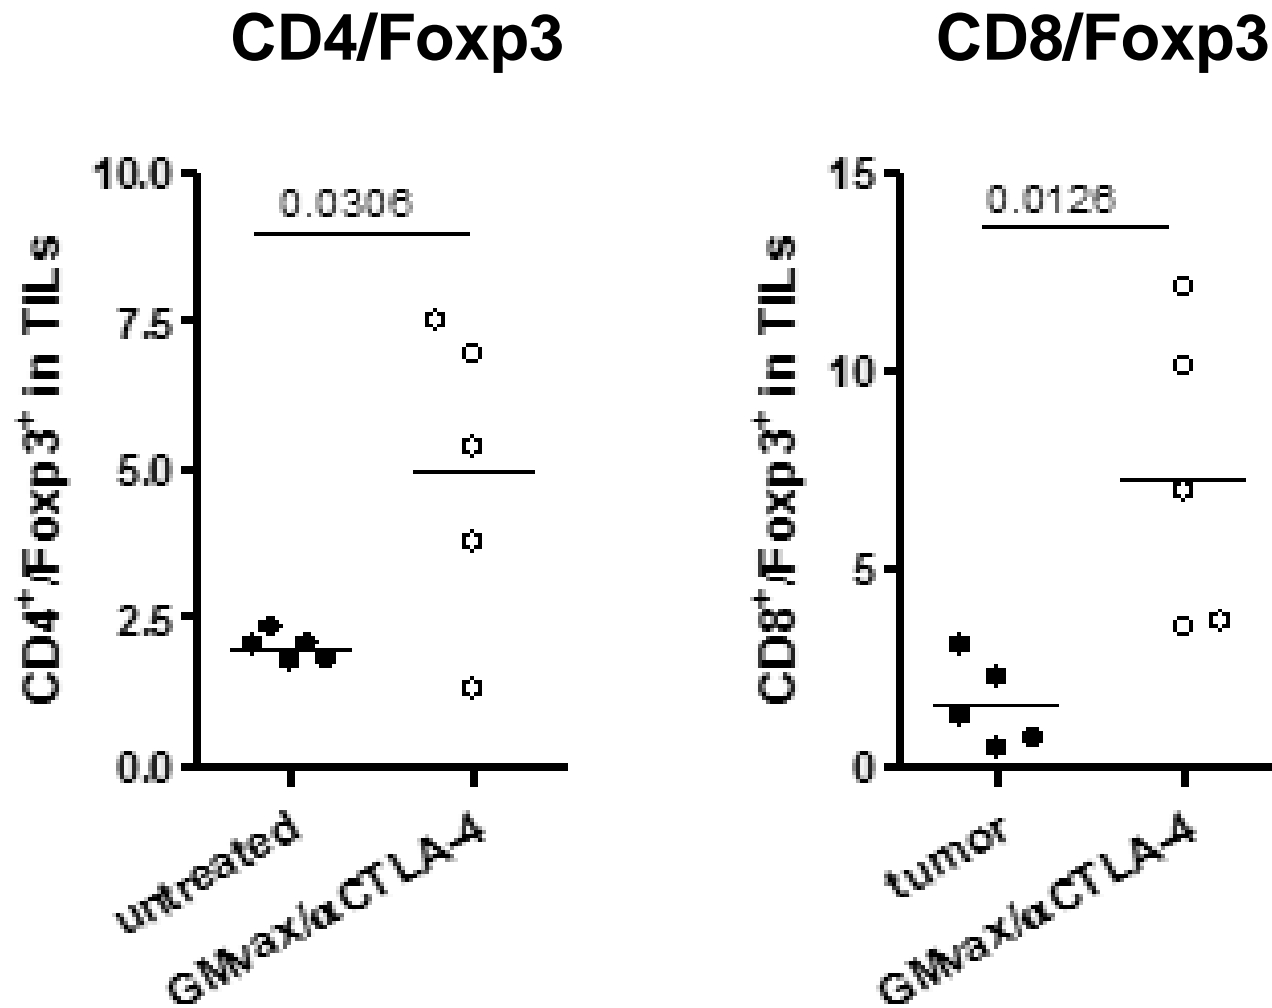 CD4/Foxp3
CD4⁺/Foxp3⁺ in TILs
10.0
7.5
5.0
2.5
0.0
0.0306
untreated
GMvax/αCTLA-4
CD8/Foxp3
CD8⁺/Foxp3⁺ in TILs
15
10
5
0
0.0126
tumor
GMvax/αCTLA-4